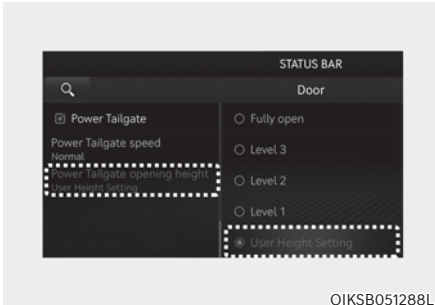 STATUS BAR
Door
Power Tailgate
Power Tailgate speed
Normal
Power Tailgate opening height
User Height Setting
Fully open
Level 3
Level 2
Level 1
User Height Setting
OIKSB051288L